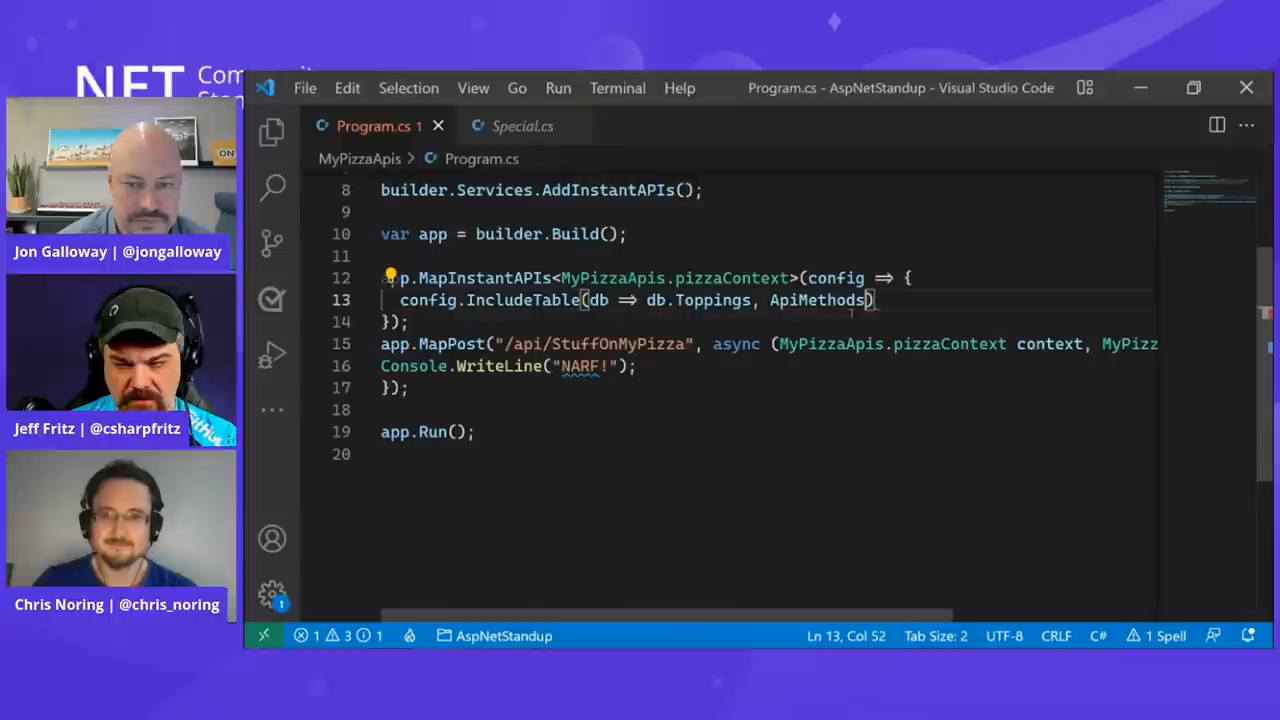 .NET
File Edit Selection View Go Run Terminal Help Program.cs - AspNetStandup - Visual Studio Code
Program.cs 1 Special.cs
MyPizzaApis > Program.cs
8 builder.Services.AddInstantAPIs();
9
10 var app = builder.Build();
11
12 app.MapInstantAPIs<MyPizzaApis.pizzaContext>(config => {
13 config.IncludeTable(db => db.Toppings, ApiMethods)
14 });
15 app.MapPost("/api/StuffOnMyPizza", async (MyPizzaApis.pizzaContext context, MyPizz
16 Console.WriteLine("NARF!");
17 });
18
19 app.Run();
20
ON
Jon Galloway | @jongalloway
Jeff Fritz | @csharpfritz
Chris Noring | @chris_noring
1
1 3 1 AspNetStandup Ln 13, Col 52 Tab Size: 2 UTF-8 CRLF C# 1 Spell